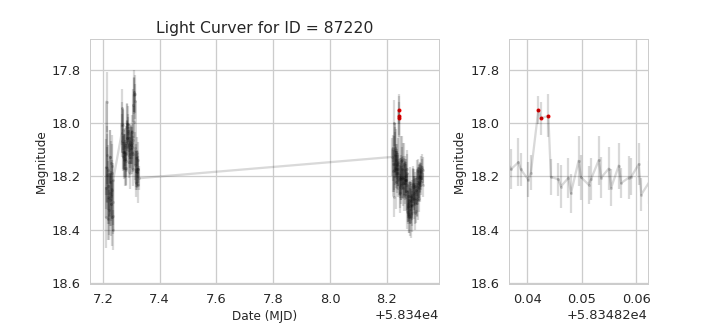 Light Curver for ID = 87220
17.8
18.0
18.2
18.4
18.6
Magnitude
7.2 7.4 7.6 7.8 8.0 8.2
Date (MJD)
+5.834e4
17.8
18.0
18.2
18.4
18.6
Magnitude
0.04 0.05 0.06
+5.83482e4